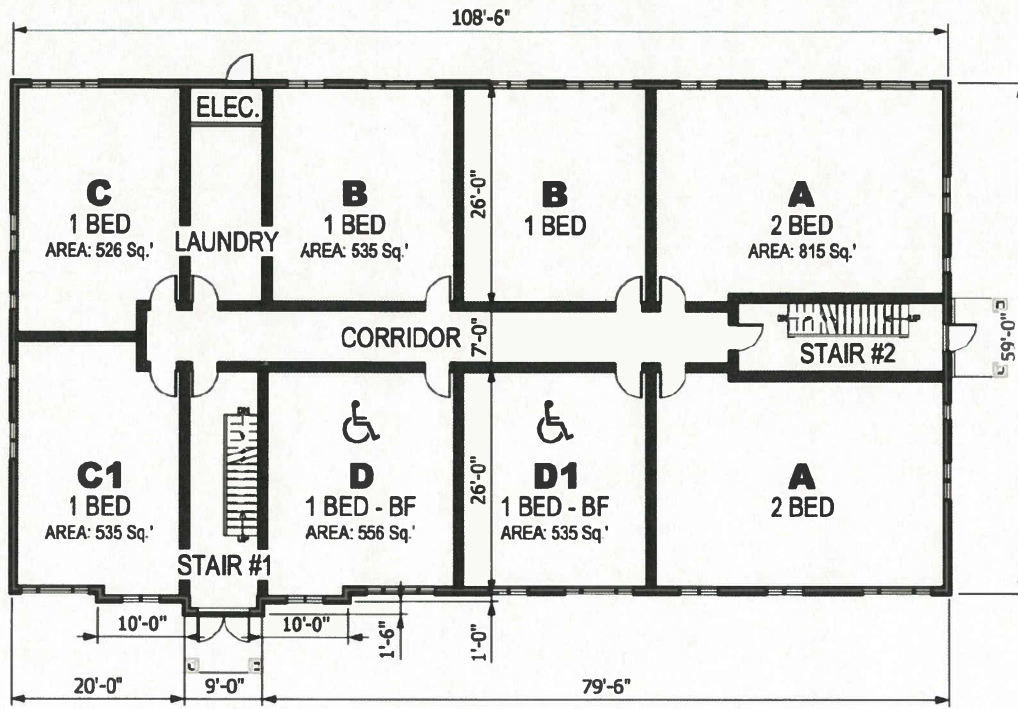 108'-6"
ELEC.
C
1 BED
AREA: 526 Sq.'
LAUNDRY
B
1 BED
AREA: 535 Sq.'
26'-0"
B
1 BED
A
2 BED
AREA: 815 Sq.'
CORRIDOR
7'-0"
UP
STAIR #2
59'-0"
C1
1 BED
AREA: 535 Sq.'
DN
UP
STAIR #1
D
1 BED - BF
AREA: 556 Sq.'
26'-0"
D1
1 BED - BF
AREA: 535 Sq.'
A
2 BED
10'-0"
10'-0"
1'-6"
1'-0"
20'-0"
9'-0"
79'-6"